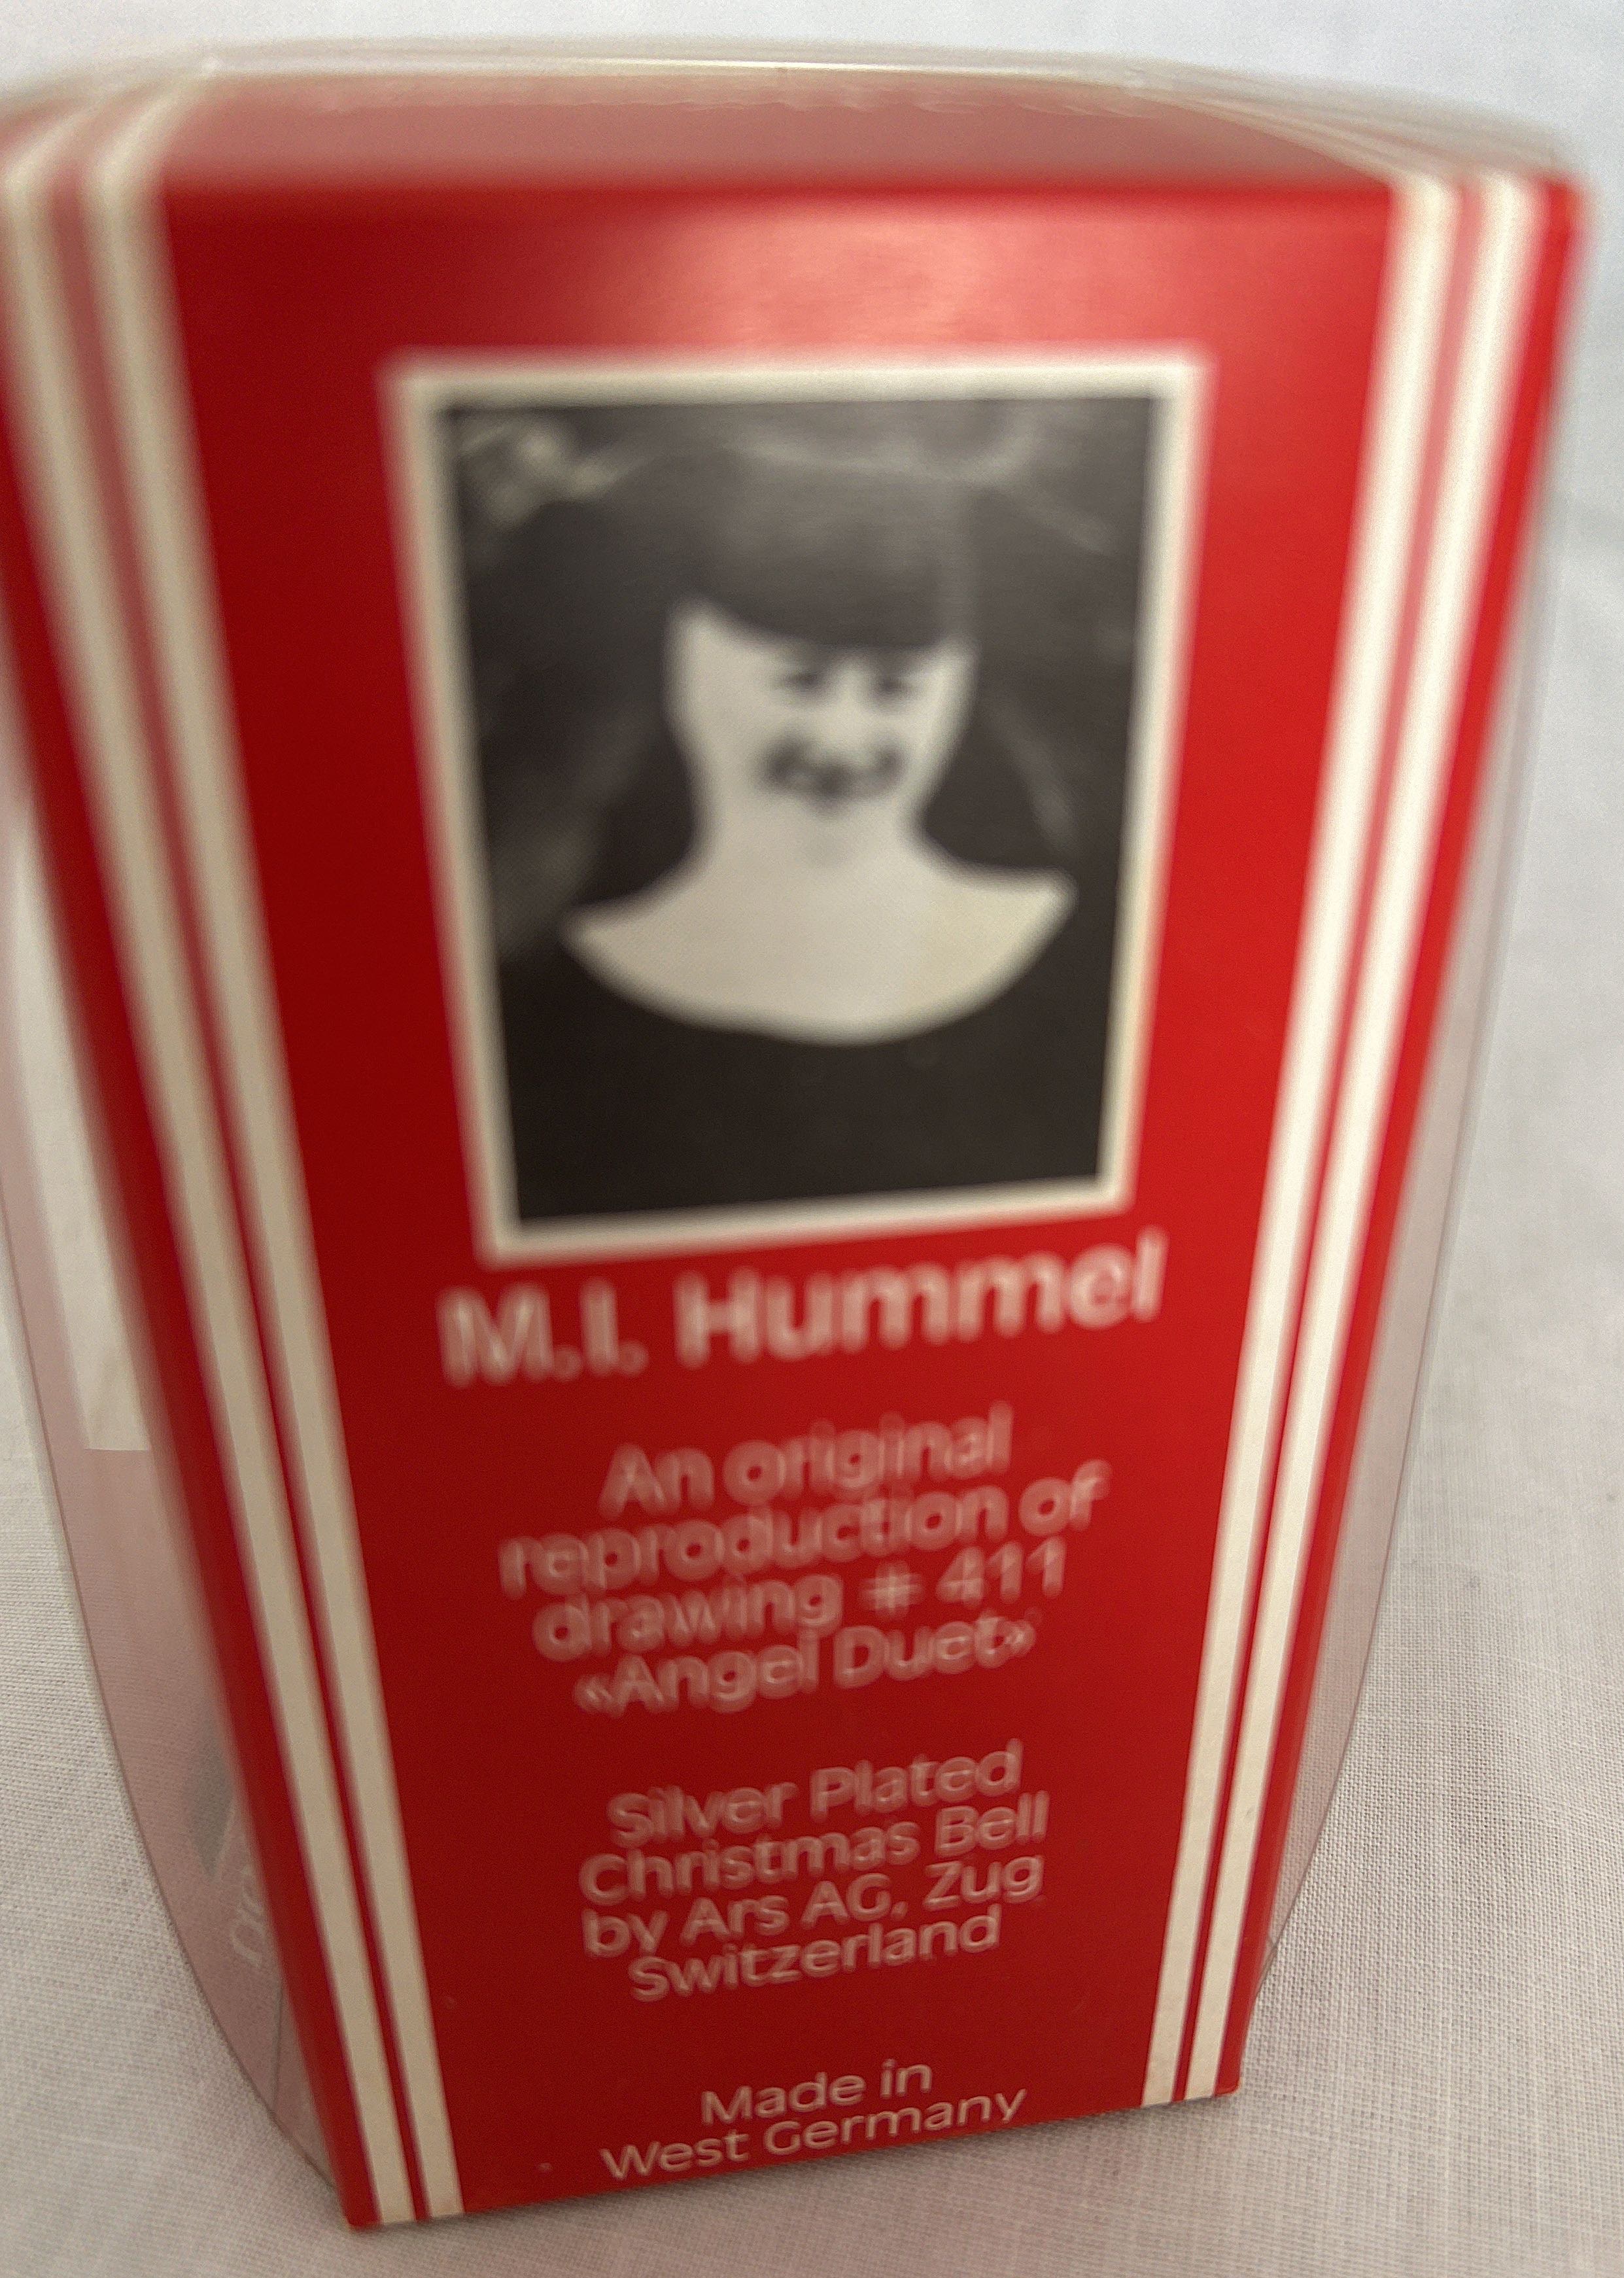 M.I. Hummel
An original
reproduction of
drawing # 411
«Angel Duet»
Silver Plated
Christmas Bell
by Ars AG, Zug
Switzerland
Made in
West Germany